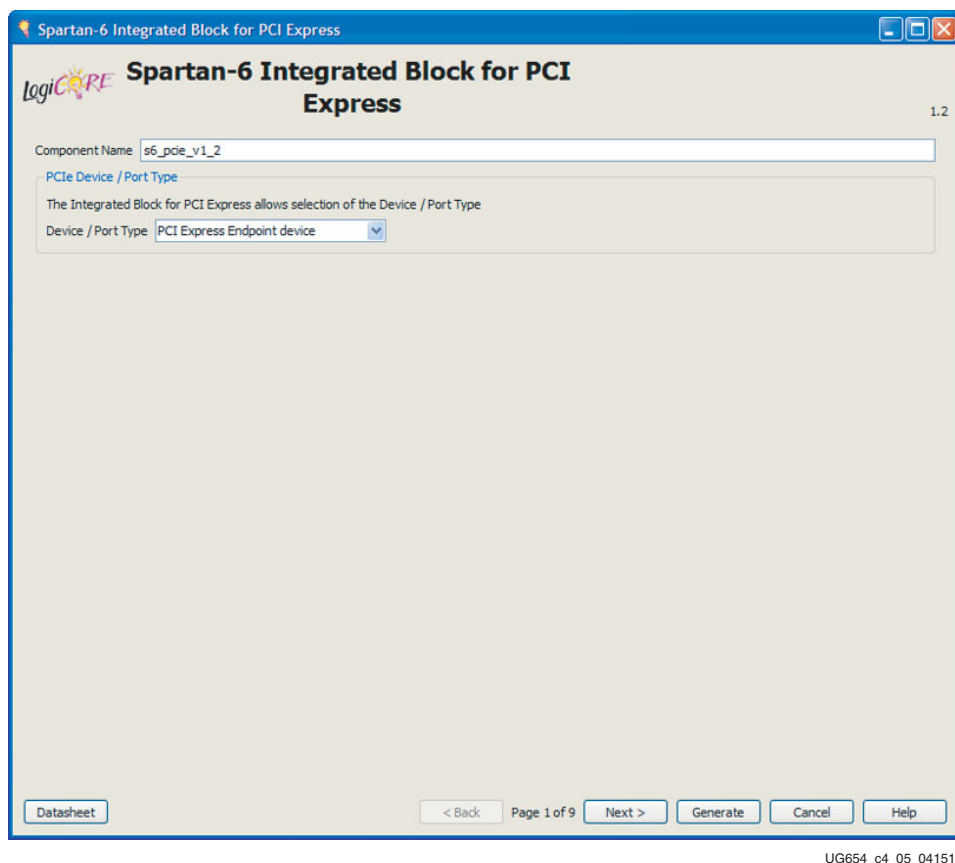 Spartan-6 Integrated Block for PCI Express
LogiCORE
Spartan-6 Integrated Block for PCI
Express
1.2
Component Name s6_pcie_v1_2
PCIe Device / Port Type
The Integrated Block for PCI Express allows selection of the Device / Port Type
Device / Port Type PCI Express Endpoint device
Datasheet < Back Page 1 of 9 Next > Generate Cancel Help
UG654_c4_05_04151